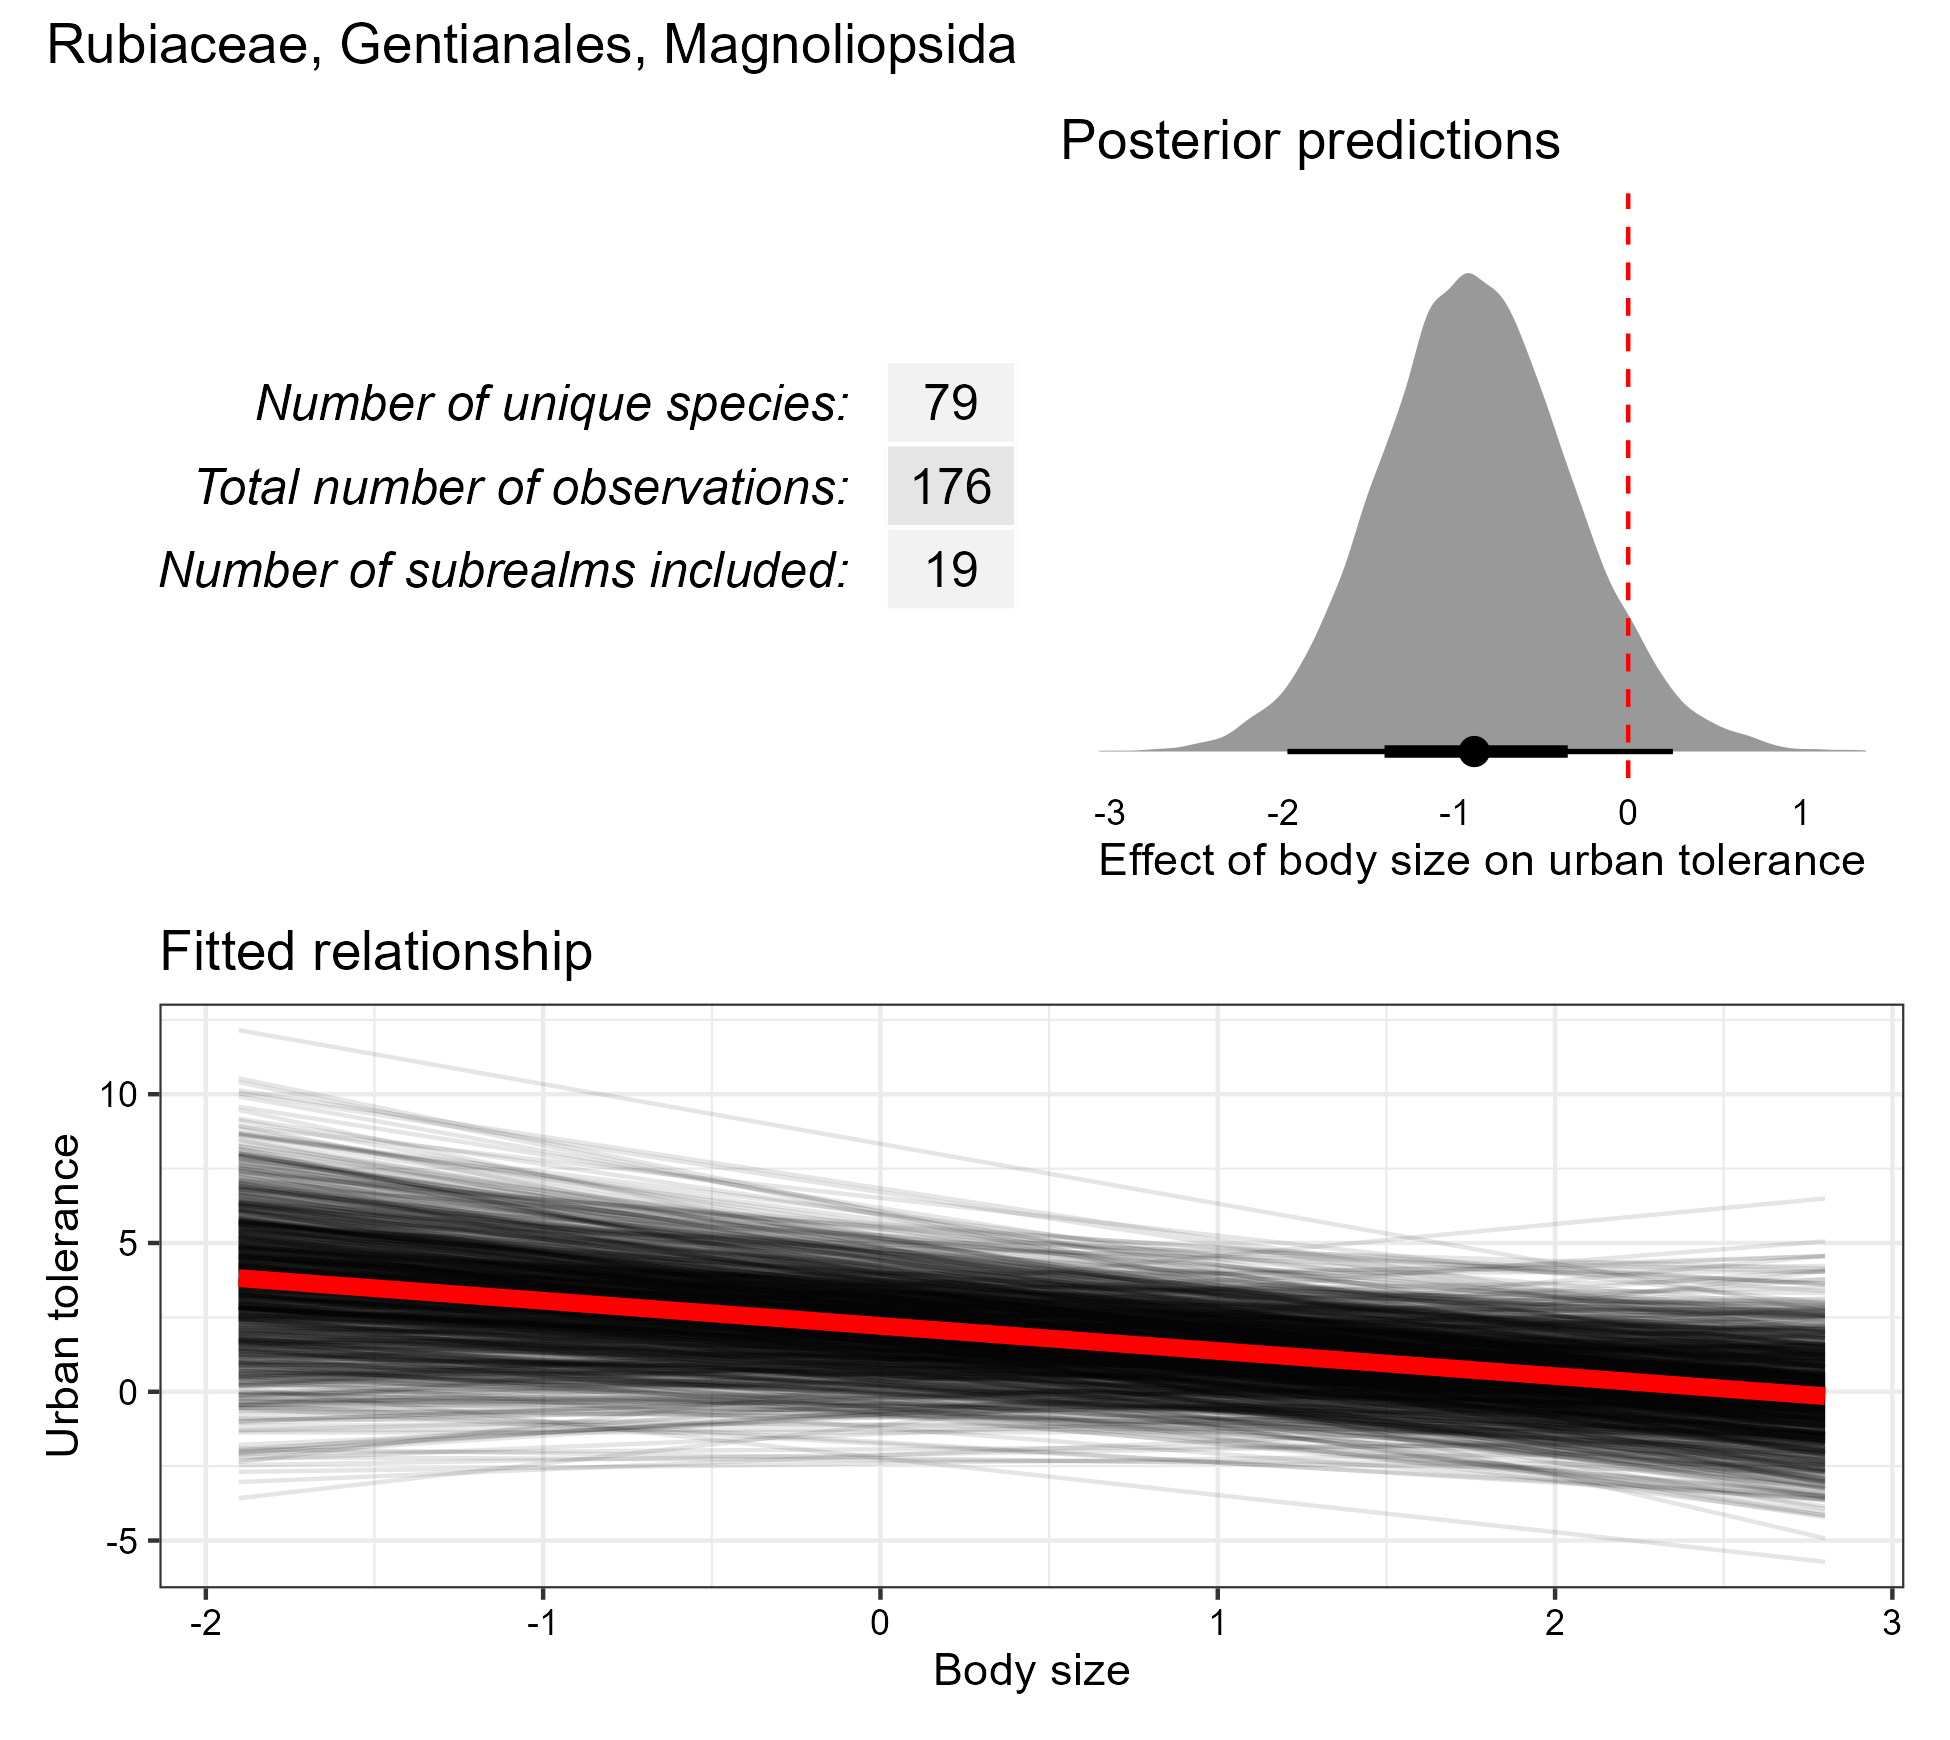 Rubiaceae, Gentianales, Magnoliopsida
Posterior predictions
Number of unique species: 79
Total number of observations: 176
Number of subrealms included: 19
-3 -2 -1 0 1
Effect of body size on urban tolerance
Fitted relationship
Urban tolerance
10
5
0
-5
-2 -1 0 1 2 3
Body size